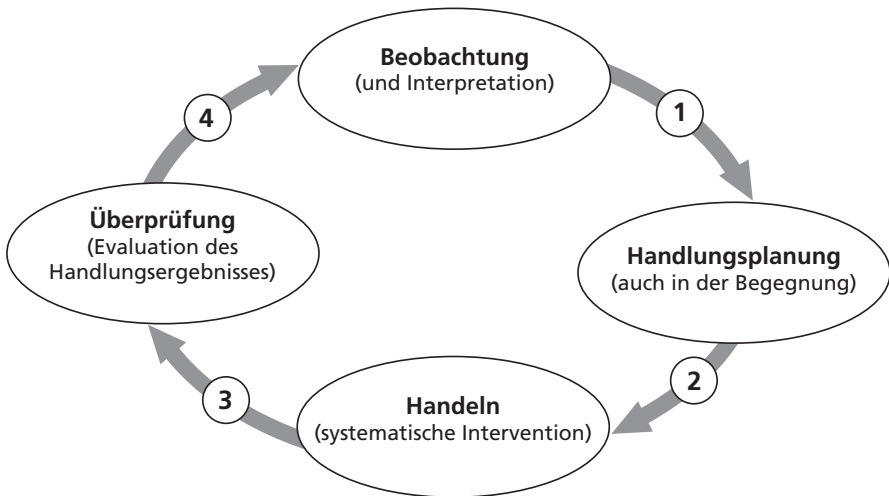 Beobachtung
(und Interpretation)
1
Handlungsplanung
(auch in der Begegnung)
2
Handeln
(systematische Intervention)
3
Überprüfung
(Evaluation des
Handlungsergebnisses)
4